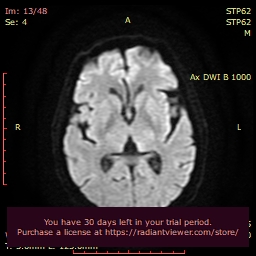 Im: 13/48
Se: 4
A
STP62
STP62
M
Ax DWI B 1000
R
L
You have 30 days left in your trial period.
Purchase a license at https://radiantviewer.com/store/